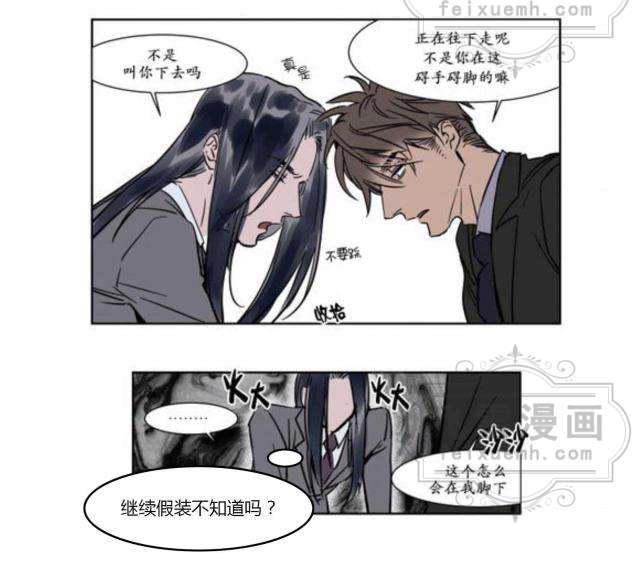 feixuemh.com
不是
叫你下去吗
真是
正在往下走呢
不是你在这
碍手碍脚的嘛
不要踩
收拾
火大
火大
………
漫画
feixuemh.com
沙沙
这个怎么
会在我脚下
继续假装不知道吗？